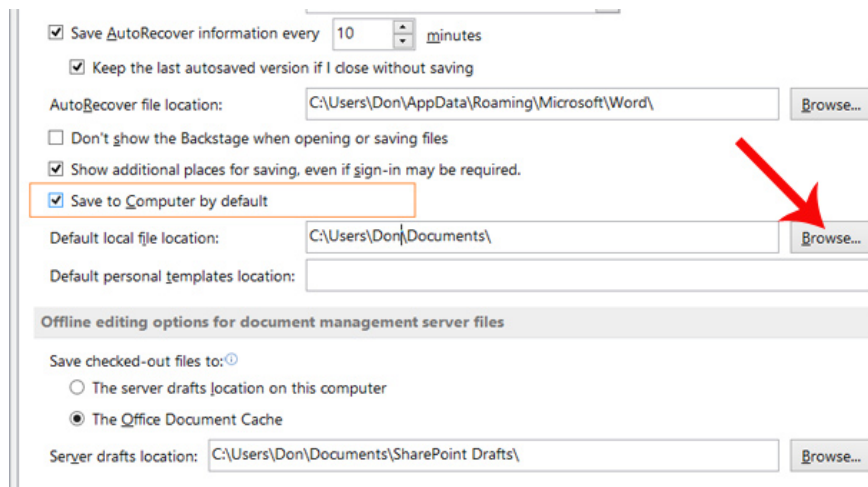 Save AutoRecover information every 10 minutes
Keep the last autosaved version if I close without saving
AutoRecover file location: C:\Users\Don\AppData\Roaming\Microsoft\Word\ Browse...
Don't show the Backstage when opening or saving files
Show additional places for saving, even if sign-in may be required.
Save to Computer by default
Default local file location: C:\Users\Don\Documents\ Browse...
Default personal templates location:
Offline editing options for document management server files
Save checked-out files to:
The server drafts location on this computer
The Office Document Cache
Server drafts location: C:\Users\Don\Documents\SharePoint Drafts\ Browse...